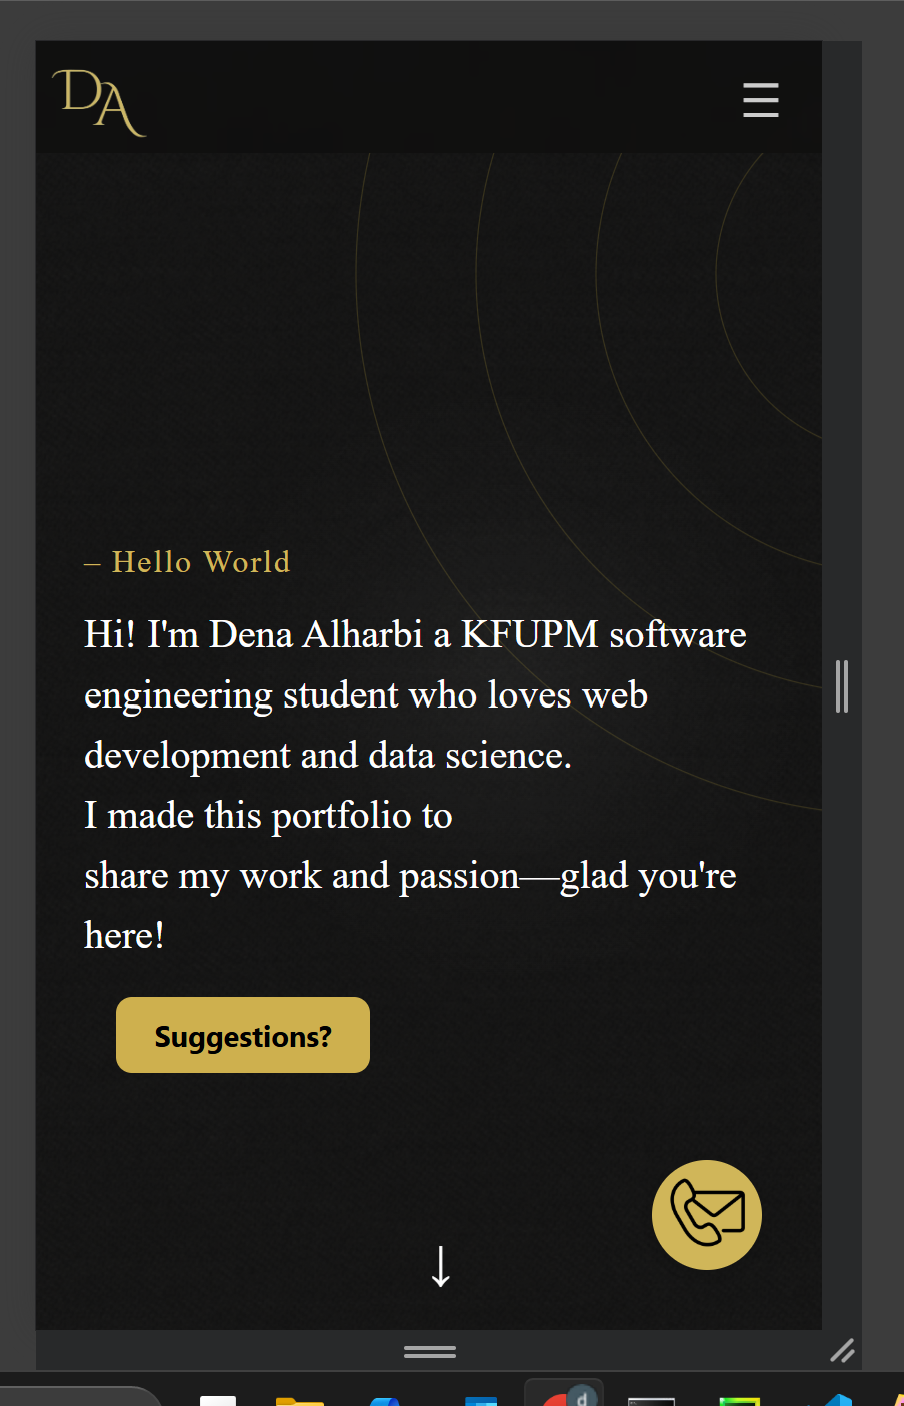 DA
– Hello World
Hi! I'm Dena Alharbi a KFUPM software
engineering student who loves web
development and data science.
I made this portfolio to
share my work and passion—glad you're
here!
Suggestions?
d